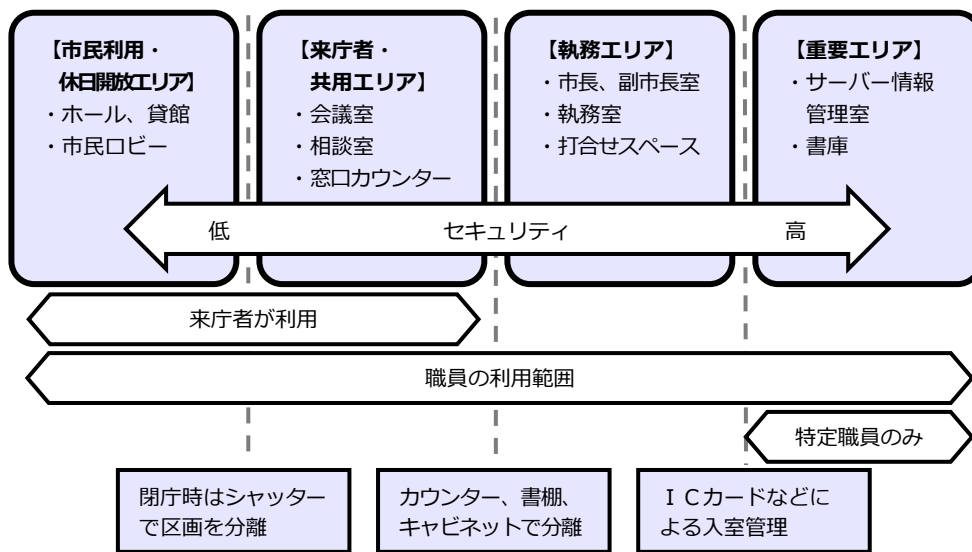 【市民利用・
休日開放エリア】
・ホール、貸館
・市民ロビー
【来庁者・
共用エリア】
・会議室
・相談室
・窓口カウンター
【執務エリア】
・市長、副市長室
・執務室
・打合せスペース
【重要エリア】
・サーバー情報
管理室
・書庫
低 セキュリティ 高
来庁者が利用
職員の利用範囲
特定職員のみ
閉庁時はシャッター
で区画を分離
カウンター、書棚、
キャビネットで分離
ＩＣカードなどに
よる入室管理